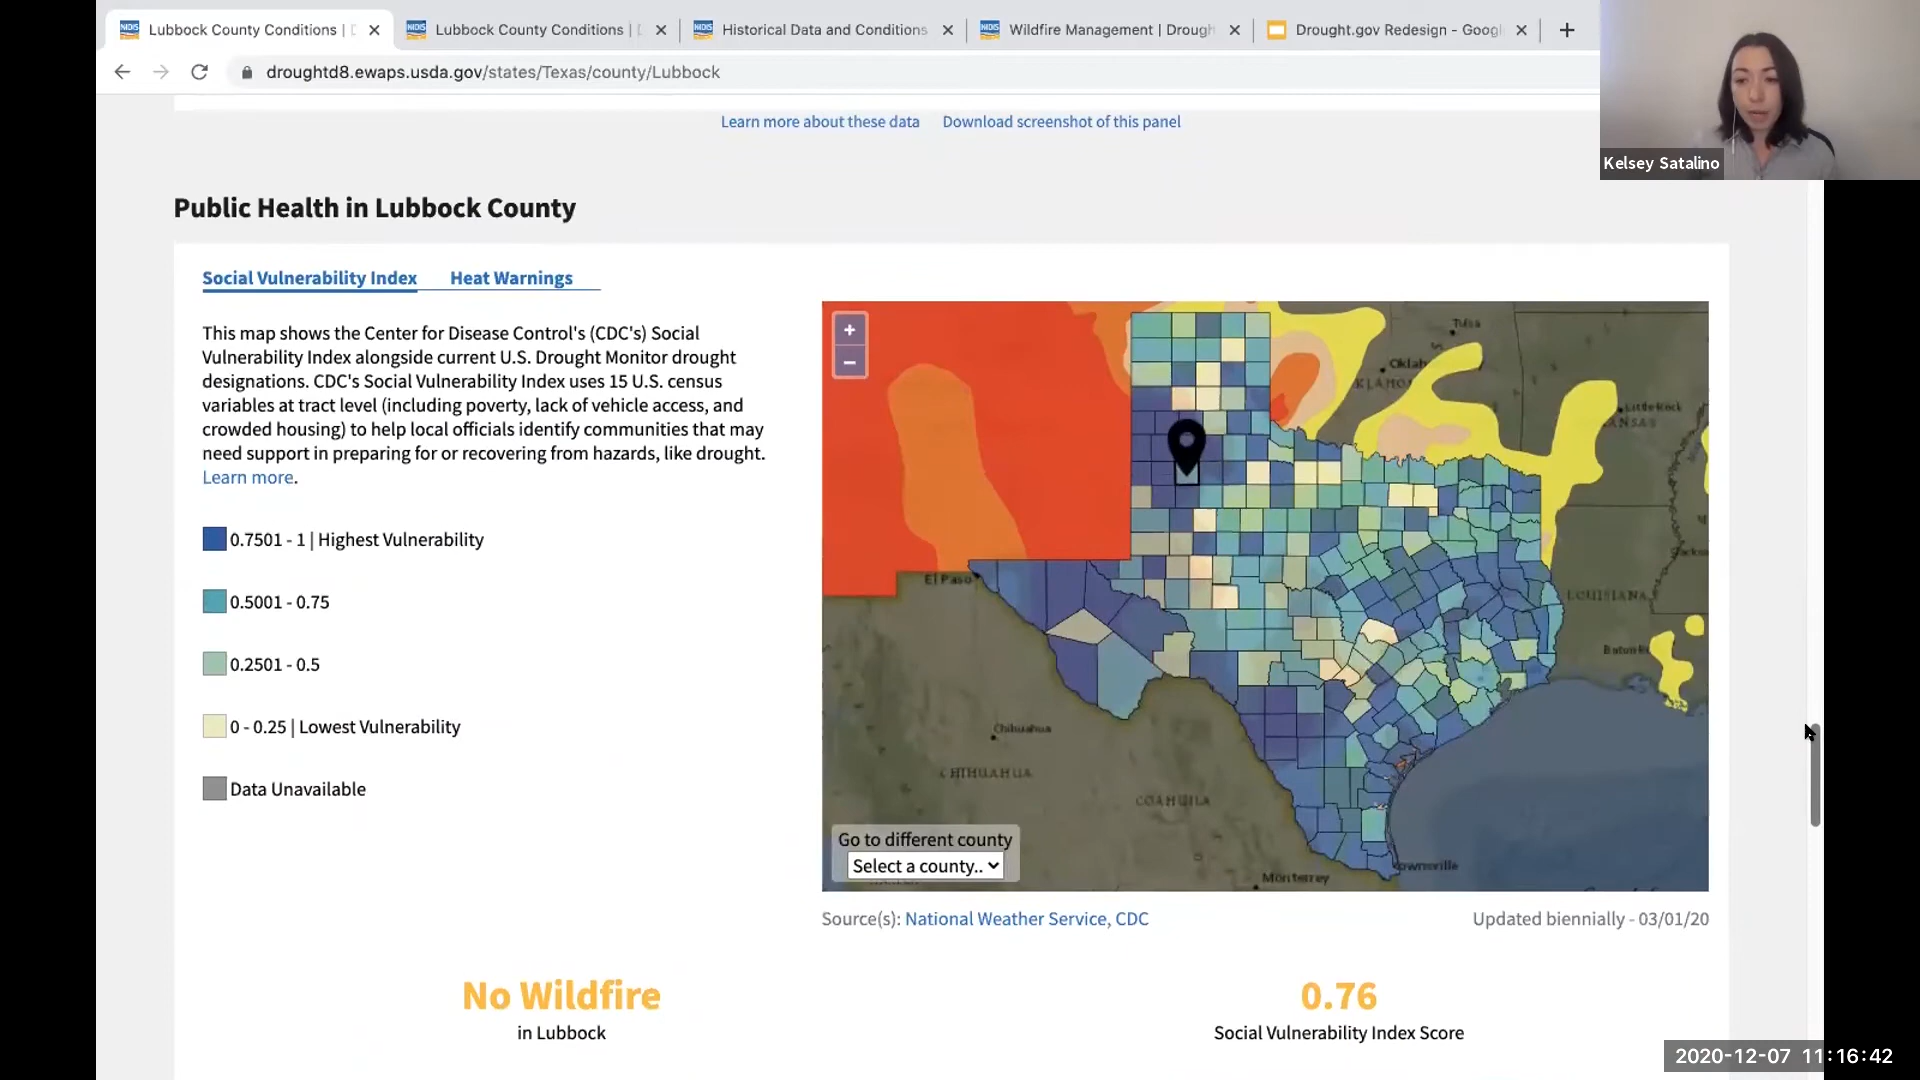 Lubbock County Conditions |
Lubbock County Conditions |
Historical Data and Conditions
Wildfire Management | Drough
Drought.gov Redesign - Googl
droughtd8.ewaps.usda.gov/states/Texas/county/Lubbock
Kelsey Satalino
Learn more about these data
Download screenshot of this panel
Public Health in Lubbock County
Social Vulnerability Index
Heat Warnings
This map shows the Center for Disease Control's (CDC's) Social
Vulnerability Index alongside current U.S. Drought Monitor drought
designations. CDC's Social Vulnerability Index uses 15 U.S. census
variables at tract level (including poverty, lack of vehicle access, and
crowded housing) to help local officials identify communities that may
need support in preparing for or recovering from hazards, like drought.
Learn more.
0.7501 - 1 | Highest Vulnerability
0.5001 - 0.75
0.2501 - 0.5
0 - 0.25 | Lowest Vulnerability
Data Unavailable
+
−
Tulsa
Oklah
KLAHO
Little Rock
ANSAS
Jackso
El Paso
LOUISIANA
Baton R
Chihuahua
CHIHUAHUA
COAHUILA
ownsville
Monterrey
Go to different county
Select a county..
Source(s): National Weather Service, CDC
Updated biennially - 03/01/20
No Wildfire
in Lubbock
0.76
Social Vulnerability Index Score
2020-12-07 11:16:42